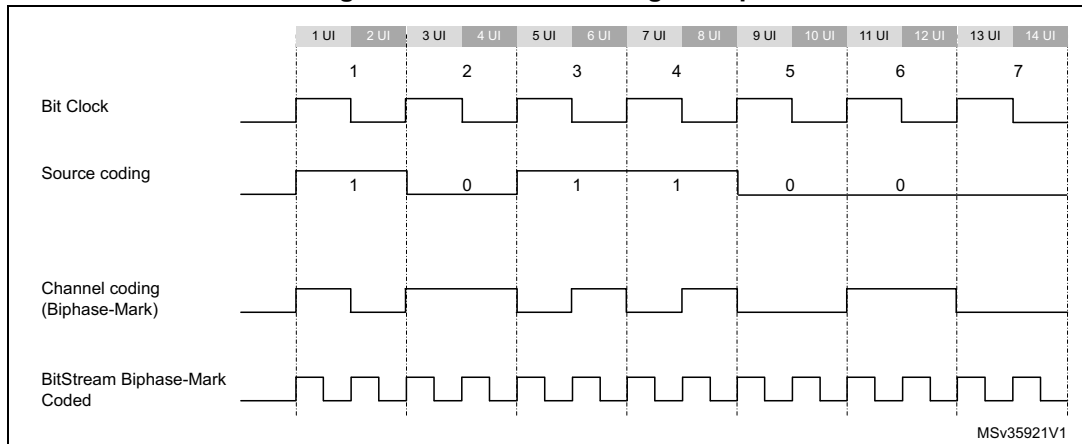 1 UI 2 UI 3 UI 4 UI 5 UI 6 UI 7 UI 8 UI 9 UI 10 UI 11 UI 12 UI 13 UI 14 UI
1 2 3 4 5 6 7
Bit Clock
Source coding
1 0 1 1 0 0
Channel coding
(Biphase-Mark)
BitStream Biphase-Mark
Coded
MSv35921V1